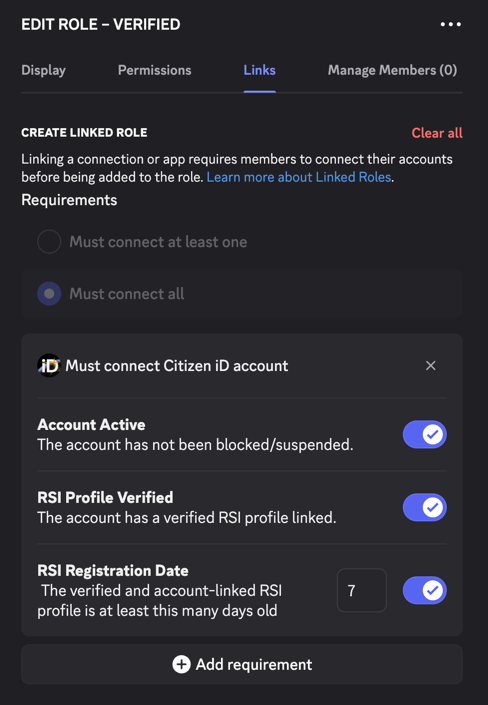 EDIT ROLE – VERIFIED
Display Permissions Links Manage Members (0)
CREATE LINKED ROLE Clear all
Linking a connection or app requires members to connect their accounts
before being added to the role. Learn more about Linked Roles.
Requirements
Must connect at least one
Must connect all
iD Must connect Citizen iD account
Account Active
The account has not been blocked/suspended.
RSI Profile Verified
The account has a verified RSI profile linked.
RSI Registration Date
The verified and account-linked RSI
profile is at least this many days old
7
Add requirement